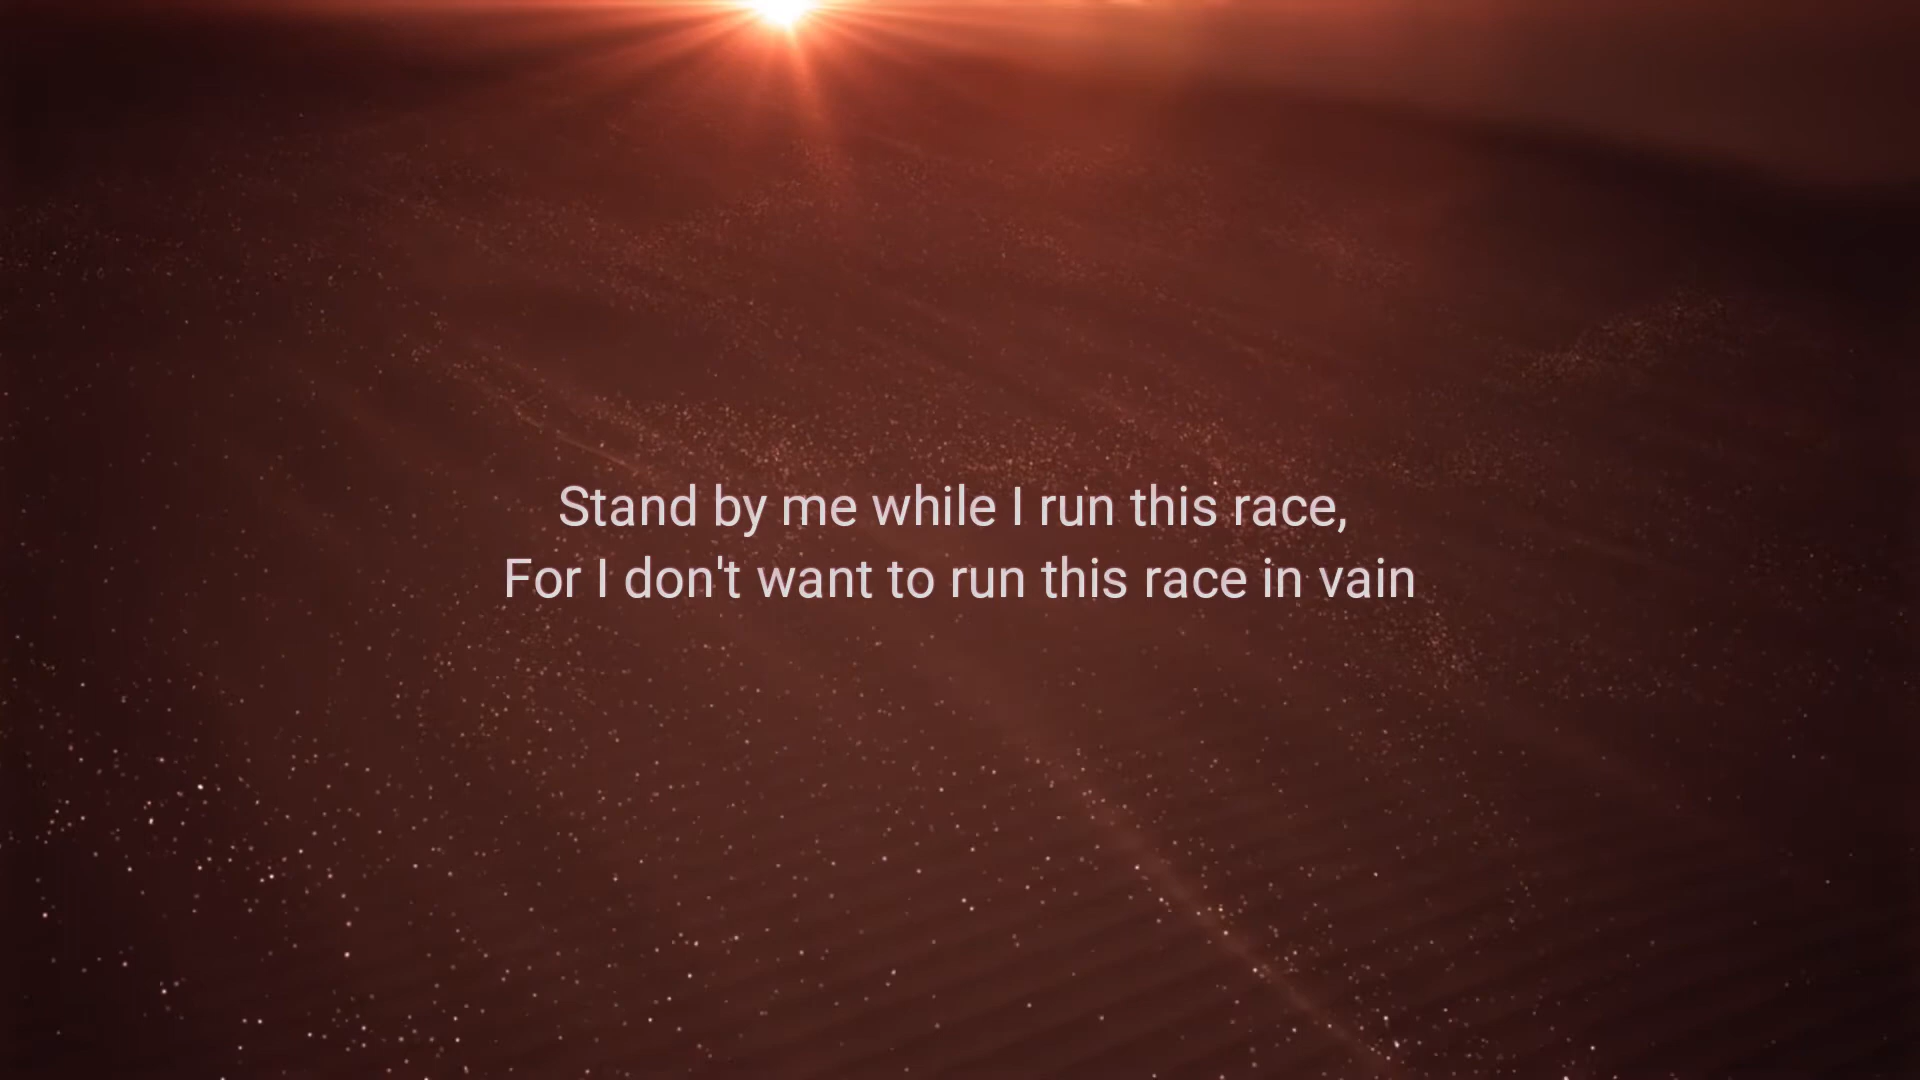 Stand by me while I run this race,
For I don't want to run this race in vain